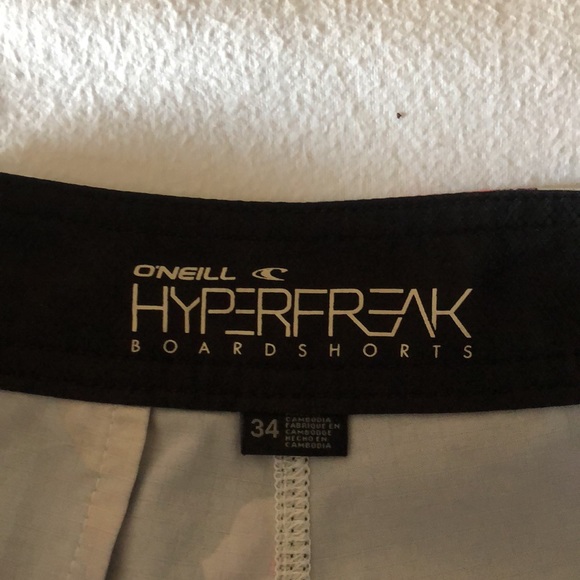 O'NEILL
HYPERFREAK
BOARDSHORTS
34
CAMBODIA
FABRIQUE EN
CAMBODGE
HECHO EN
CAMBODIA